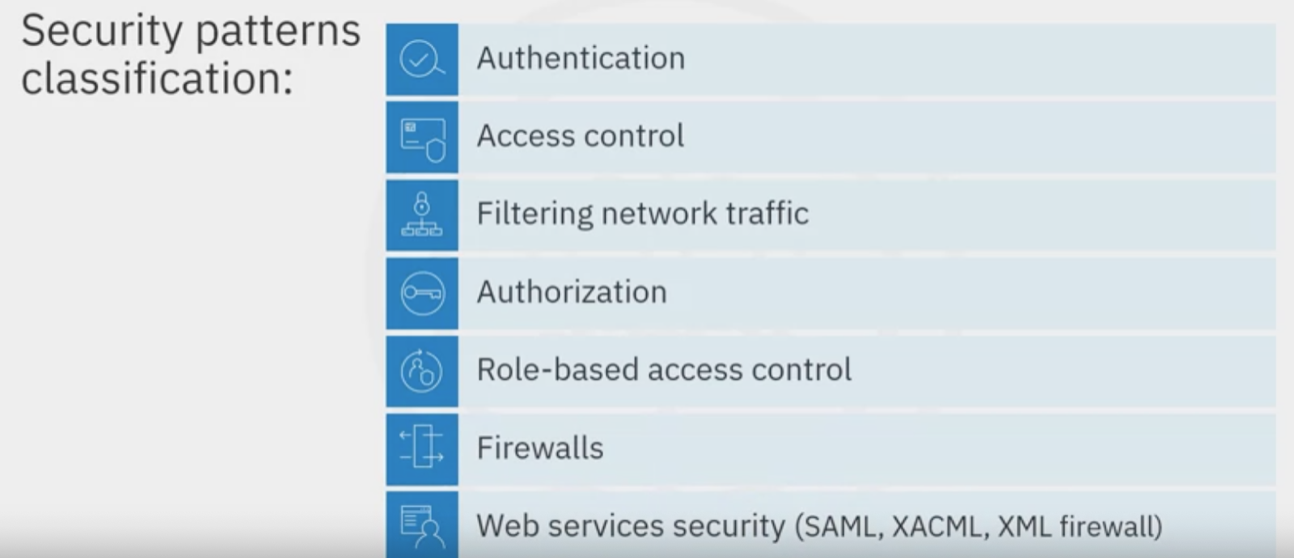 Security patterns
classification:
Authentication
Access control
Filtering network traffic
Authorization
Role-based access control
Firewalls
Web services security (SAML, XACML, XML firewall)